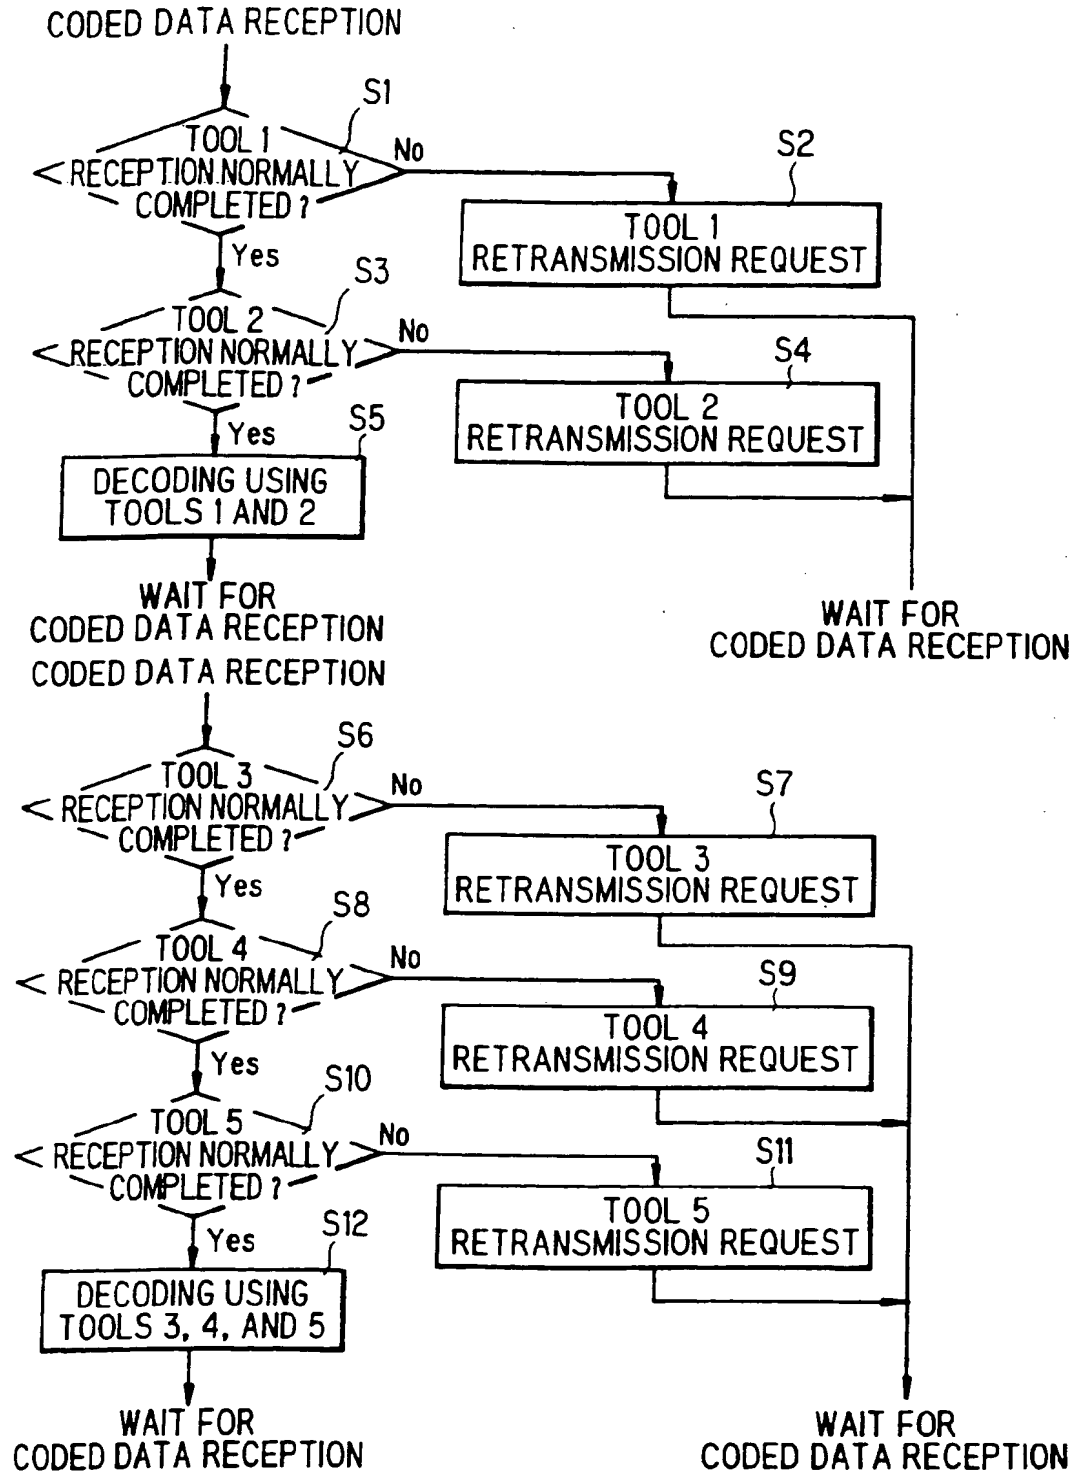 CODED DATA RECEPTION
S1
TOOL 1
RECEPTION NORMALLY
COMPLETED ?
No
S2
TOOL 1
RETRANSMISSION REQUEST
Yes
S3
TOOL 2
RECEPTION NORMALLY
COMPLETED ?
No
S4
TOOL 2
RETRANSMISSION REQUEST
Yes
S5
DECODING USING
TOOLS 1 AND 2
WAIT FOR
CODED DATA RECEPTION
WAIT FOR
CODED DATA RECEPTION
CODED DATA RECEPTION
S6
TOOL 3
RECEPTION NORMALLY
COMPLETED ?
No
S7
TOOL 3
RETRANSMISSION REQUEST
Yes
S8
TOOL 4
RECEPTION NORMALLY
COMPLETED ?
No
S9
TOOL 4
RETRANSMISSION REQUEST
Yes
S10
TOOL 5
RECEPTION NORMALLY
COMPLETED ?
No
S11
TOOL 5
RETRANSMISSION REQUEST
Yes
S12
DECODING USING
TOOLS 3, 4, AND 5
WAIT FOR
CODED DATA RECEPTION
WAIT FOR
CODED DATA RECEPTION